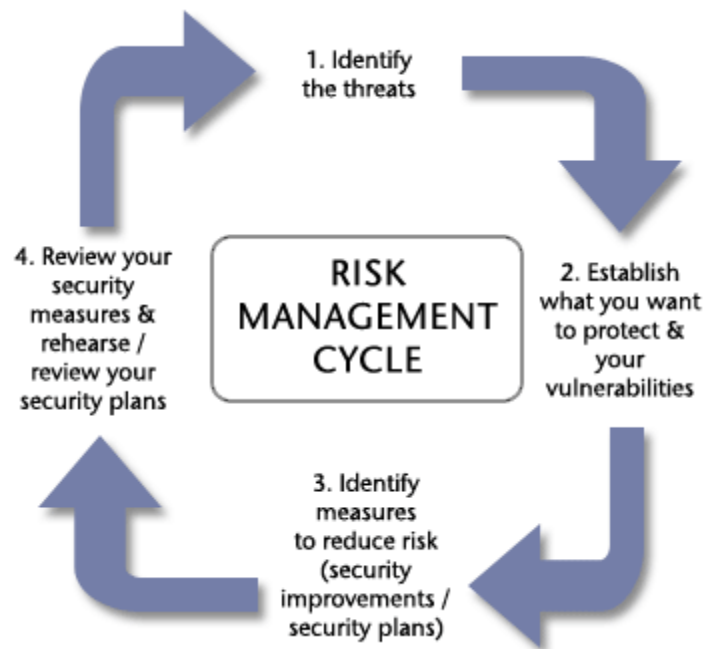 1. Identify
the threats
2. Establish
what you want
to protect &
your
vulnerabilities
3. Identify
measures
to reduce risk
(security
improvements /
security plans)
4. Review your
security
measures &
rehearse /
review your
security plans
RISK
MANAGEMENT
CYCLE